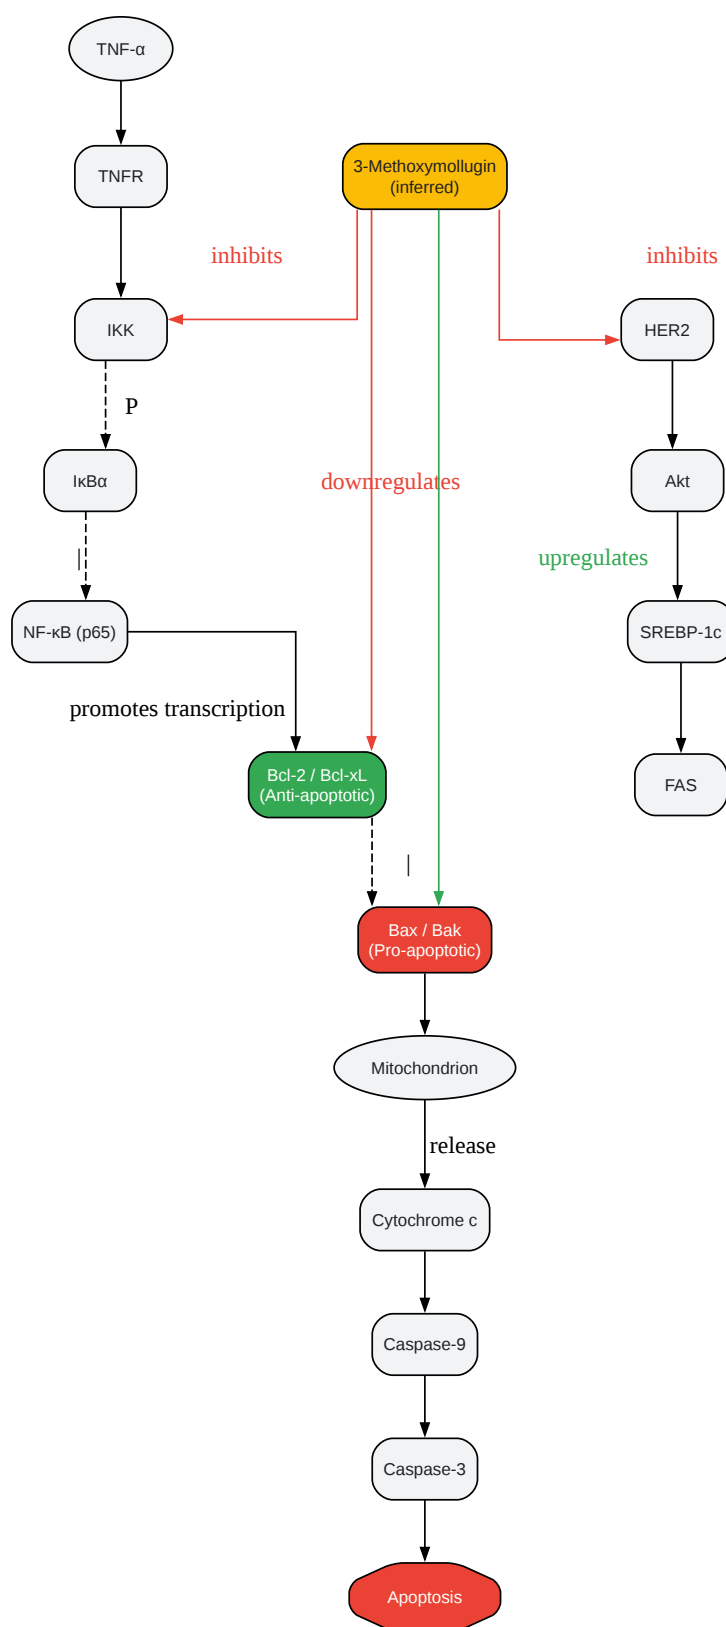 TNF-α
TNFR
3-Methoxymollugin
(inferred)
inhibits
inhibits
IKK
HER2
P
downregulates
IκBα
Akt
|
upregulates
NF-κB (p65)
SREBP-1c
promotes transcription
Bcl-2 / Bcl-xL
(Anti-apoptotic)
FAS
|
Bax / Bak
(Pro-apoptotic)
Mitochondrion
release
Cytochrome c
Caspase-9
Caspase-3
Apoptosis